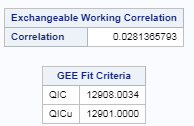 Exchangeable Working Correlation
Correlation 0.0281365793
GEE Fit Criteria
QIC 12908.0034
QICu 12901.0000